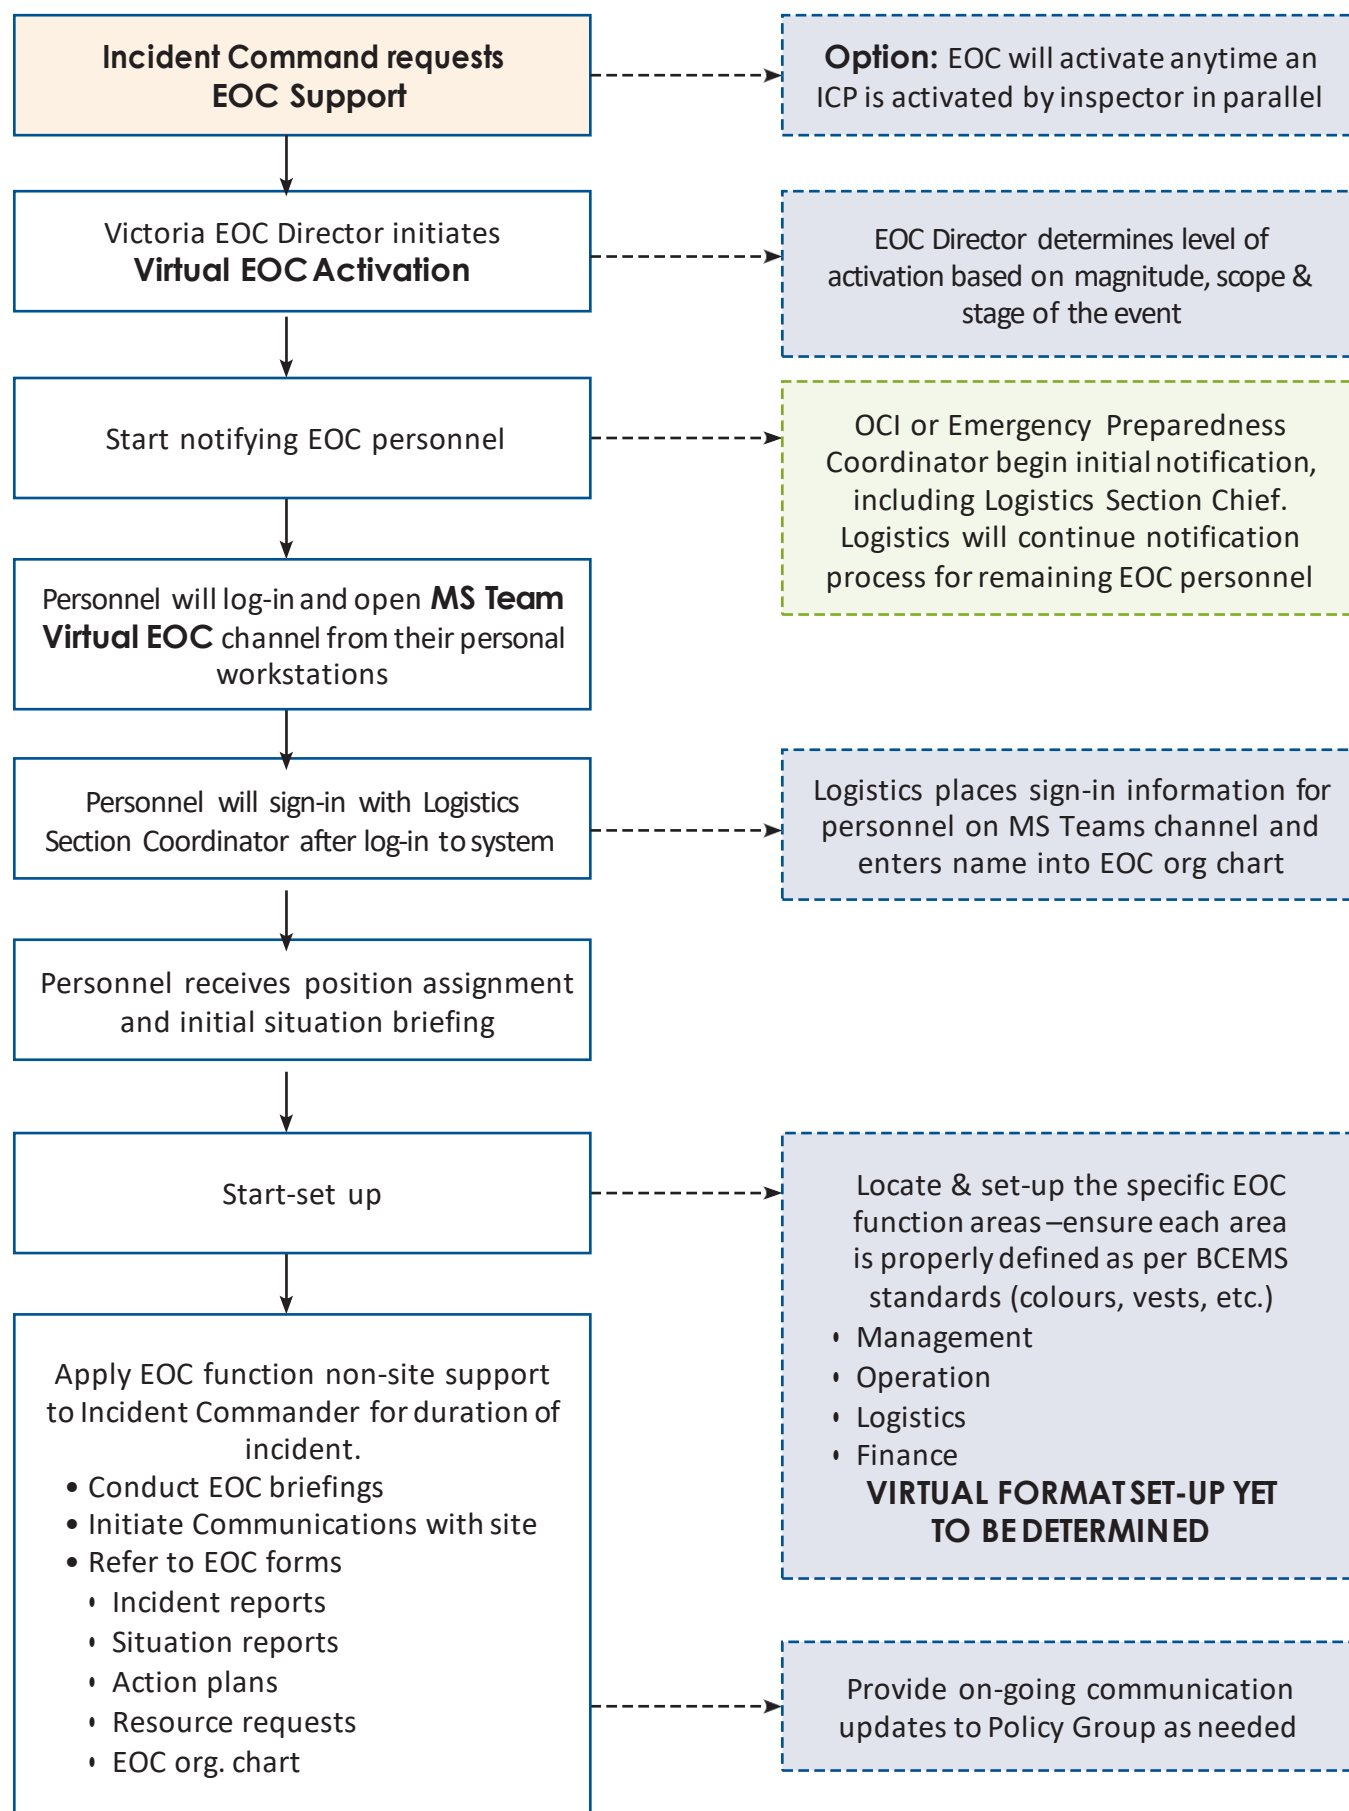 Incident Command requests
EOC Support
Option: EOC will activate anytime an
ICP is activated by inspector in parallel
Victoria EOC Director initiates
Virtual EOC Activation
EOC Director determines level of
activation based on magnitude, scope &
stage of the event
Start notifying EOC personnel
OCI or Emergency Preparedness
Coordinator begin initial notification,
including Logistics Section Chief.
Logistics will continue notification
process for remaining EOC personnel
Personnel will log-in and open MS Team
Virtual EOC channel from their personal
workstations
Personnel will sign-in with Logistics
Section Coordinator after log-in to system
Logistics places sign-in information for
personnel on MS Teams channel and
enters name into EOC org chart
Personnel receives position assignment
and initial situation briefing
Start-set up
Locate & set-up the specific EOC
function areas –ensure each area
is properly defined as per BCEMS
standards (colours, vests, etc.)
• Management
• Operation
• Logistics
• Finance
VIRTUAL FORMAT SET-UP YET
TO BE DETERMINED
Apply EOC function non-site support
to Incident Commander for duration of
incident.
• Conduct EOC briefings
• Initiate Communications with site
• Refer to EOC forms
• Incident reports
• Situation reports
• Action plans
• Resource requests
• EOC org. chart
Provide on-going communication
updates to Policy Group as needed